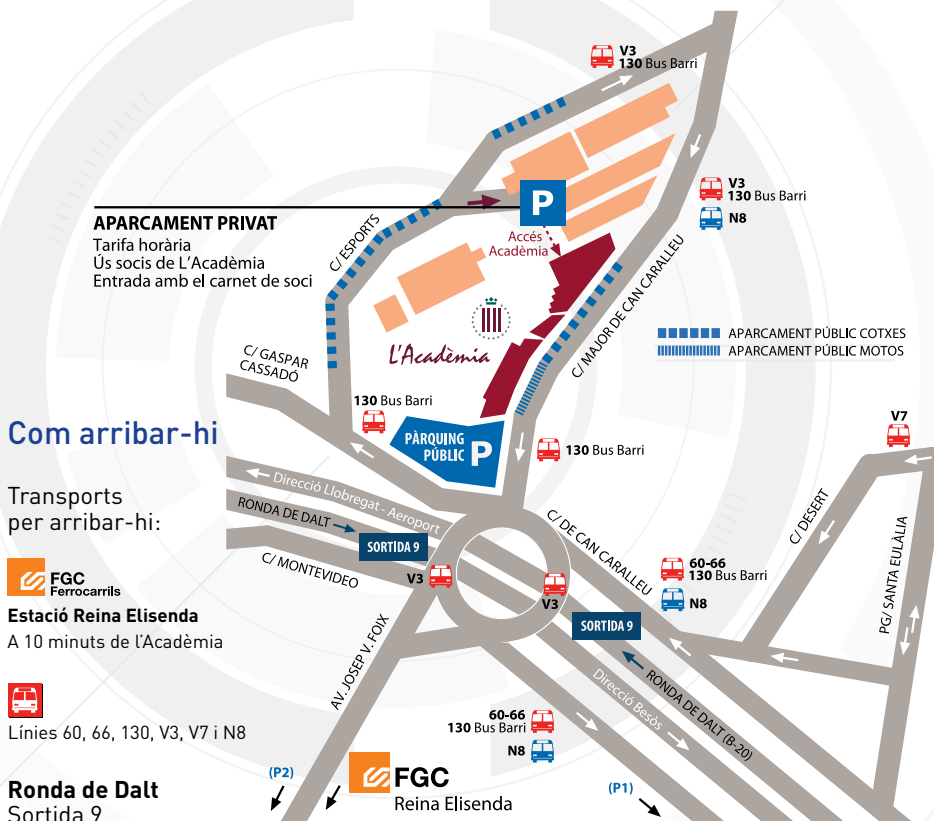 V3
130 Bus Barri
V3
130 Bus Barri
N8
APARCAMENT PRIVAT
Tarifa horària
Ús socis de L'Acadèmia
Entrada amb el carnet de soci
P
Accés
Acadèmia
C/ ESPORTS
C/ MAJOR DE CAN CARALLEU
L'Acadèmia
APARCAMENT PÚBLIC COTXES
APARCAMENT PÚBLIC MOTOS
C/ GASPAR
CASSADÓ
130 Bus Barri
PÀRQUING
PÚBLIC
P
130 Bus Barri
V7
Com arribar-hi
Transports
per arribar-hi:
FGC
Ferrocarrils
Estació Reina Elisenda
A 10 minuts de l'Acadèmia
Línies 60, 66, 130, V3, V7 i N8
Ronda de Dalt
Sortida 9
Direcció Llobregat - Aeroport
RONDA DE DALT
SORTIDA 9
C/ MONTEVIDEO
V3
V3
C/ DE CAN CARALLEU
60-66
130 Bus Barri
N8
C/ DESERT
PG/ SANTA EULÀLIA
SORTIDA 9
AV. JOSEP V. FOIX
Direcció Besòs
RONDA DE DALT (B-20)
60-66
130 Bus Barri
N8
(P2)
FGC
Reina Elisenda
(P1)